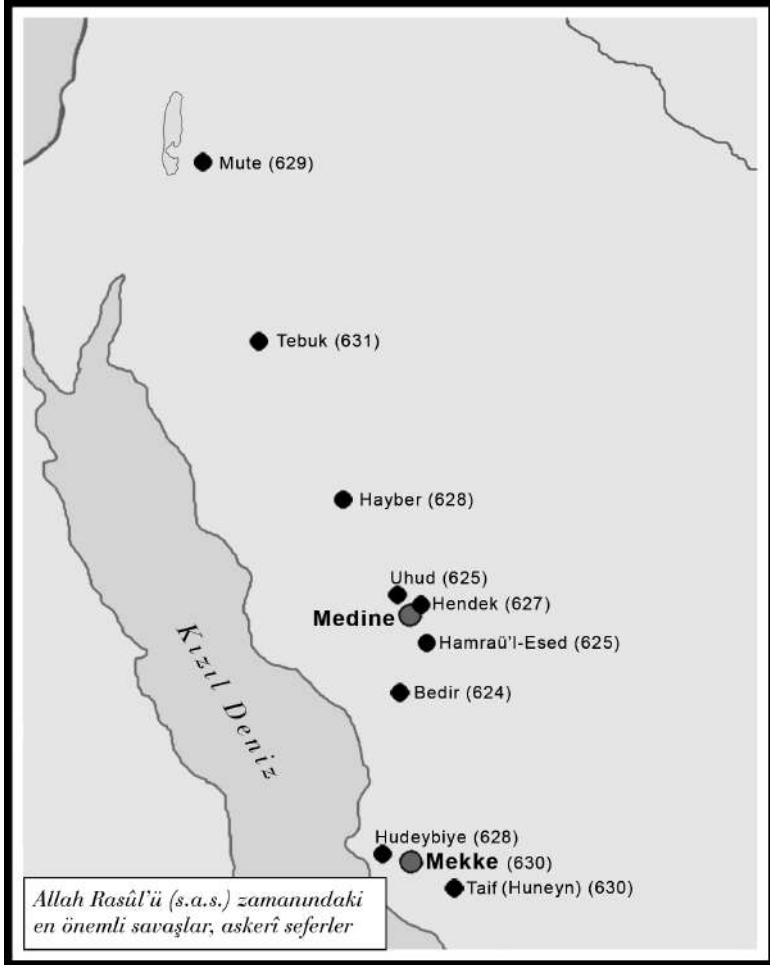 Mute (629)
Tebuk (631)
Hayber (628)
Uhud (625)
Hendek (627)
Medine
Hamraü'l-Esed (625)
Bedir (624)
Kızıl Deniz
Hudeybiye (628)
Mekke (630)
Taif (Huneyn) (630)
Allah Rasûl'ü (s.a.s.) zamanındaki
en önemli savaşlar, askerî seferler